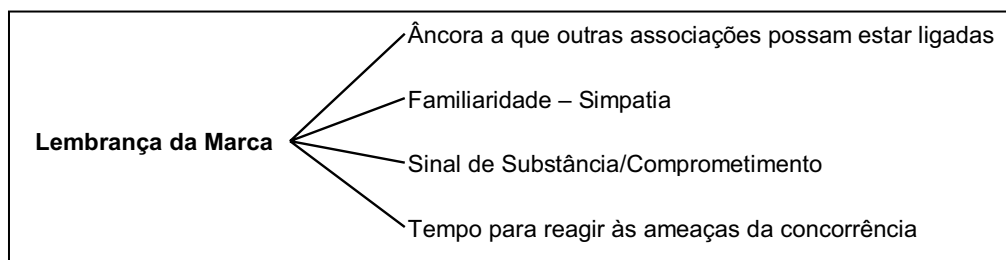 Âncora a que outras associações possam estar ligadas
Familiaridade – Simpatia
Lembrança da Marca
Sinal de Substância/Comprometimento
Tempo para reagir às ameaças da concorrência